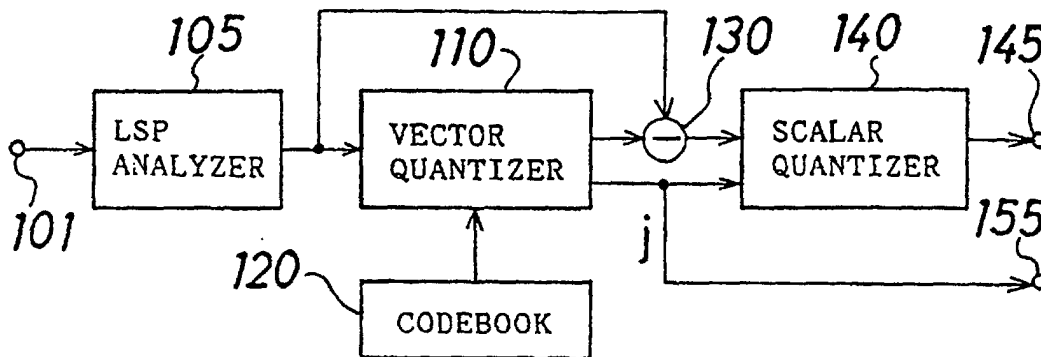 105
110
130
140
145
LSP
ANALYZER
VECTOR
QUANTIZER
SCALAR
QUANTIZER
101
j
155
120
CODEBOOK